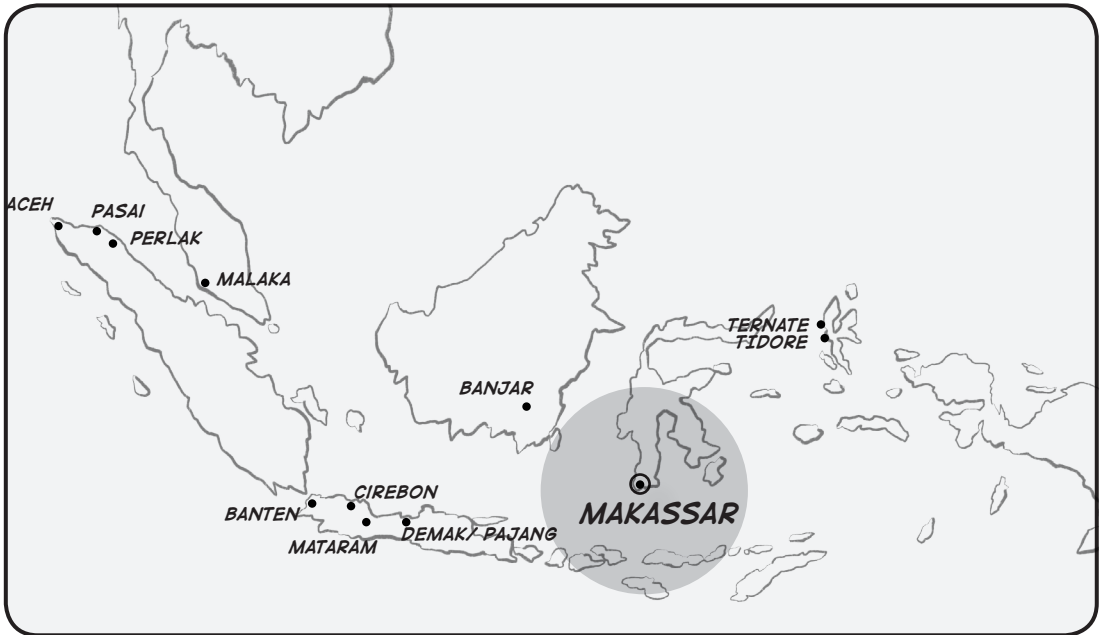 ACEH
PASAI
PERLAK
MALAKA
TERNATE
TIDORE
BANJAR
CIREBON
BANTEN
MAKASSAR
DEMAK/ PAJANG
MATARAM